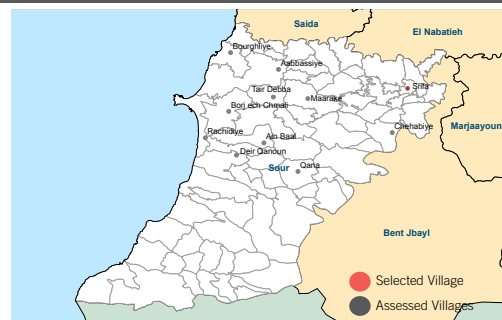 Saida
El Nabatieh
Bourghliye
Aabbassiye
Srifa
Tair Debba
Maarake
Borj ech Chmali
Chehabiye
Marjaayoun
Rachidiye
Ain Baal
Deir Qanoun
Qana
Sour
Bent Jbayl
Selected Village
Assessed Villages